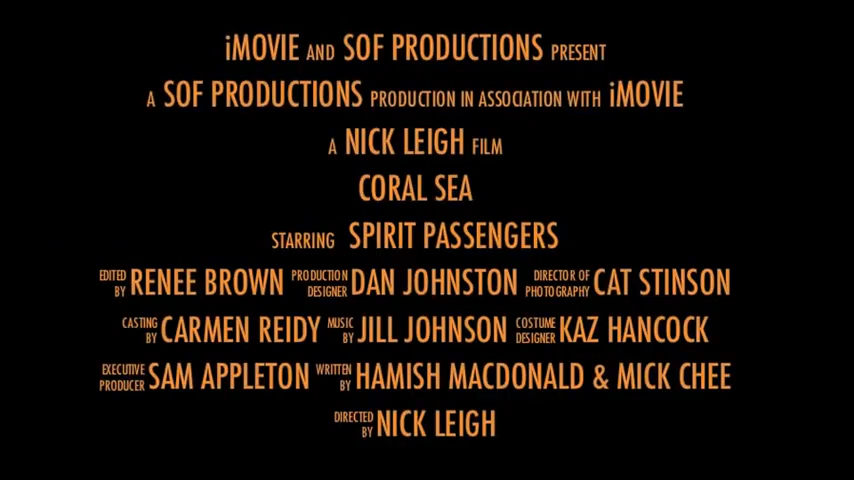 iMOVIE AND SOF PRODUCTIONS PRESENT
A SOF PRODUCTIONS PRODUCTION IN ASSOCIATION WITH iMOVIE
A NICK LEIGH FILM
CORAL SEA
STARRING SPIRIT PASSENGERS
EDITED BY RENEE BROWN PRODUCTION DESIGNER DAN JOHNSTON DIRECTOR OF PHOTOGRAPHY CAT STINSON
CASTING BY CARMEN REIDY MUSIC BY JILL JOHNSON COSTUME DESIGNER KAZ HANCOCK
EXECUTIVE PRODUCER SAM APPLETON WRITTEN BY HAMISH MACDONALD & MICK CHEE
DIRECTED BY NICK LEIGH